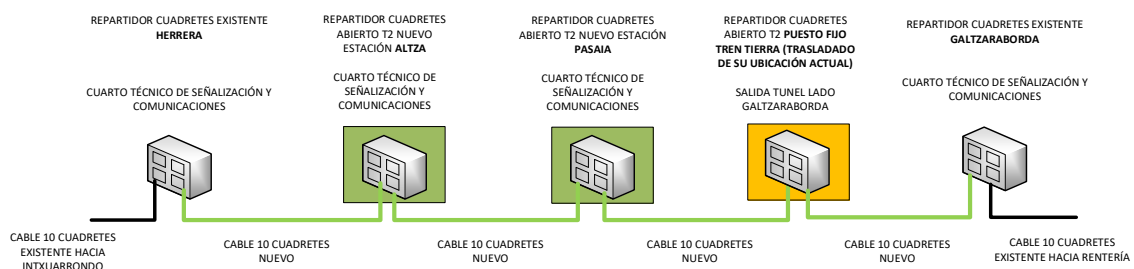 REPARTIDOR CUADRETES EXISTENTE
HERRERA
CUARTO TÉCNICO DE SEÑALIZACIÓN Y
COMUNICACIONES
REPARTIDOR CUADRETES
ABIERTO T2 NUEVO
ESTACIÓN ALTZA
CUARTO TÉCNICO DE
SEÑALIZACIÓN Y
COMUNICACIONES
REPARTIDOR CUADRETES
ABIERTO T2 NUEVO ESTACIÓN
PASAIA
CUARTO TÉCNICO DE
SEÑALIZACIÓN Y
COMUNICACIONES
REPARTIDOR CUADRETES
ABIERTO T2 PUESTO FIJO
TREN TIERRA (TRASLADADO
DE SU UBICACIÓN ACTUAL)
SALIDA TUNEL LADO
GALTZARABORDA
REPARTIDOR CUADRETES EXISTENTE
GALTZARABORDA
CUARTO TÉCNICO DE SEÑALIZACIÓN Y
COMUNICACIONES
CABLE 10 CUADRETES
EXISTENTE HACIA
INTXUARRONDO
CABLE 10 CUADRETES
NUEVO
CABLE 10 CUADRETES
NUEVO
CABLE 10 CUADRETES
NUEVO
CABLE 10 CUADRETES
NUEVO
CABLE 10 CUADRETES
EXISTENTE HACIA RENTERÍA